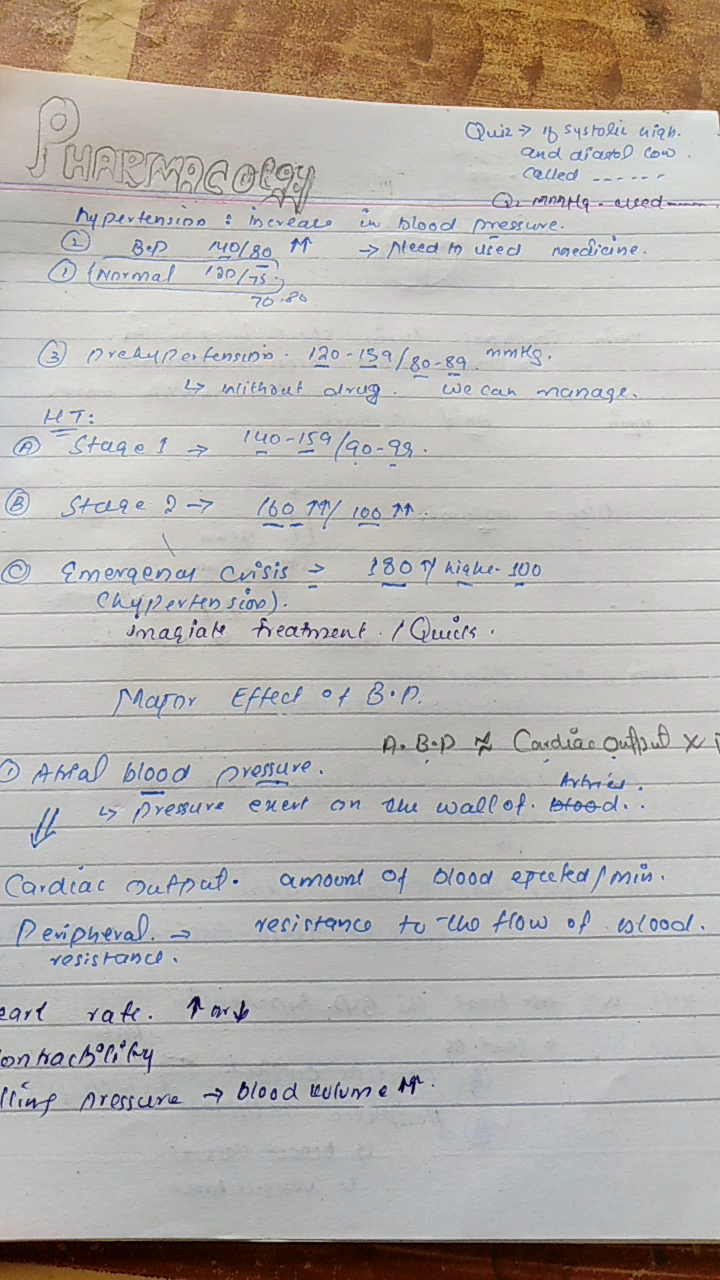 PHARMACOLOGY
Quiz → if systolic high.
and diastol low.
called ------
Q. mmHg. used------
hypertension : increase in blood pressure.
② B.P 140/80 ↑↑ → Need to used medicine.
① (Normal 120/75.
70.80
③ prehypertension. 120-139/80-89. mmHg.
↳ without drug. we can manage.
HT:
Ⓐ Stage 1 → 140-159/90-99.
Ⓑ Stage 2 → 160 ↑↑/ 100 ↑↑.
Ⓒ Emergency Crisis → 180 higher 100
(hypertension).
treatment. / Quick.
Major Effect of B.P.
A.B.P ≈ Cardiac output x
① blood pressure.
Artries.
↳ pressure exert on the wall of. blood..
⇓
Cardiac output. amount of blood ejected/min.
Peripheral. → resistance to the flow of blood.
resistance.
eart rate. ↑ or ↓
ontractility
lling pressure → blood volume ↑↑.